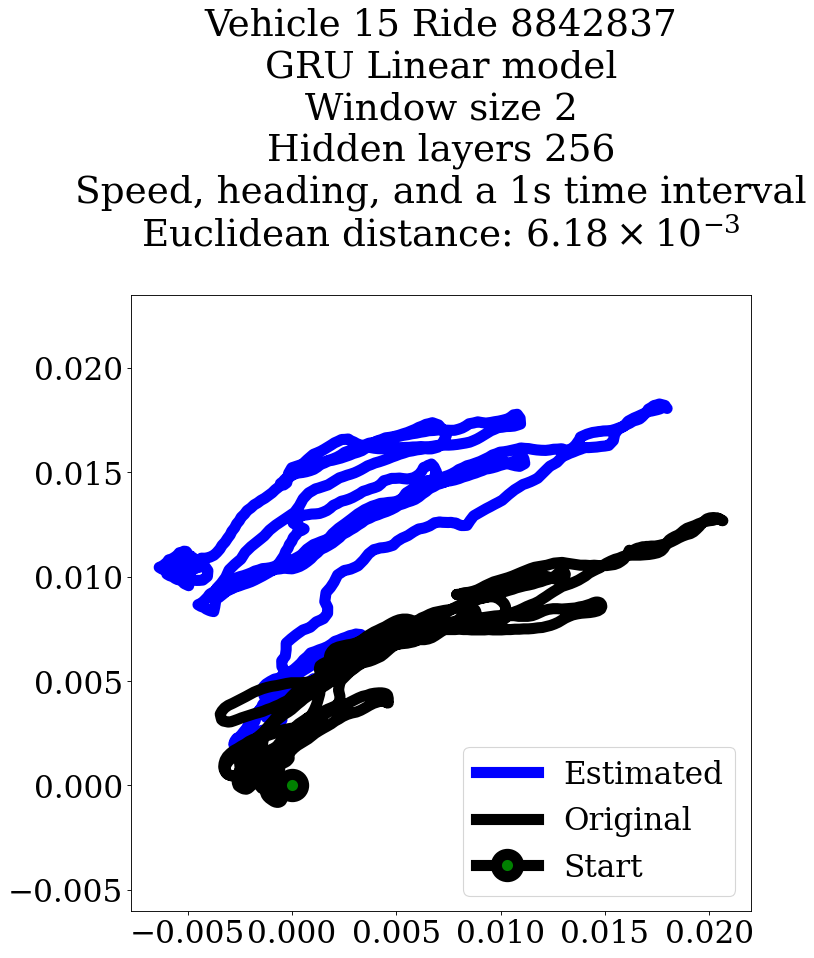 Vehicle 15 Ride 8842837
GRU Linear model
Window size 2
Hidden layers 256
Speed, heading, and a 1s time interval
Euclidean distance: 6.18 × 10⁻³
0.020
0.015
0.010
0.005
0.000
−0.005
Estimated
Original
Start
−0.005 0.000 0.005 0.010 0.015 0.020